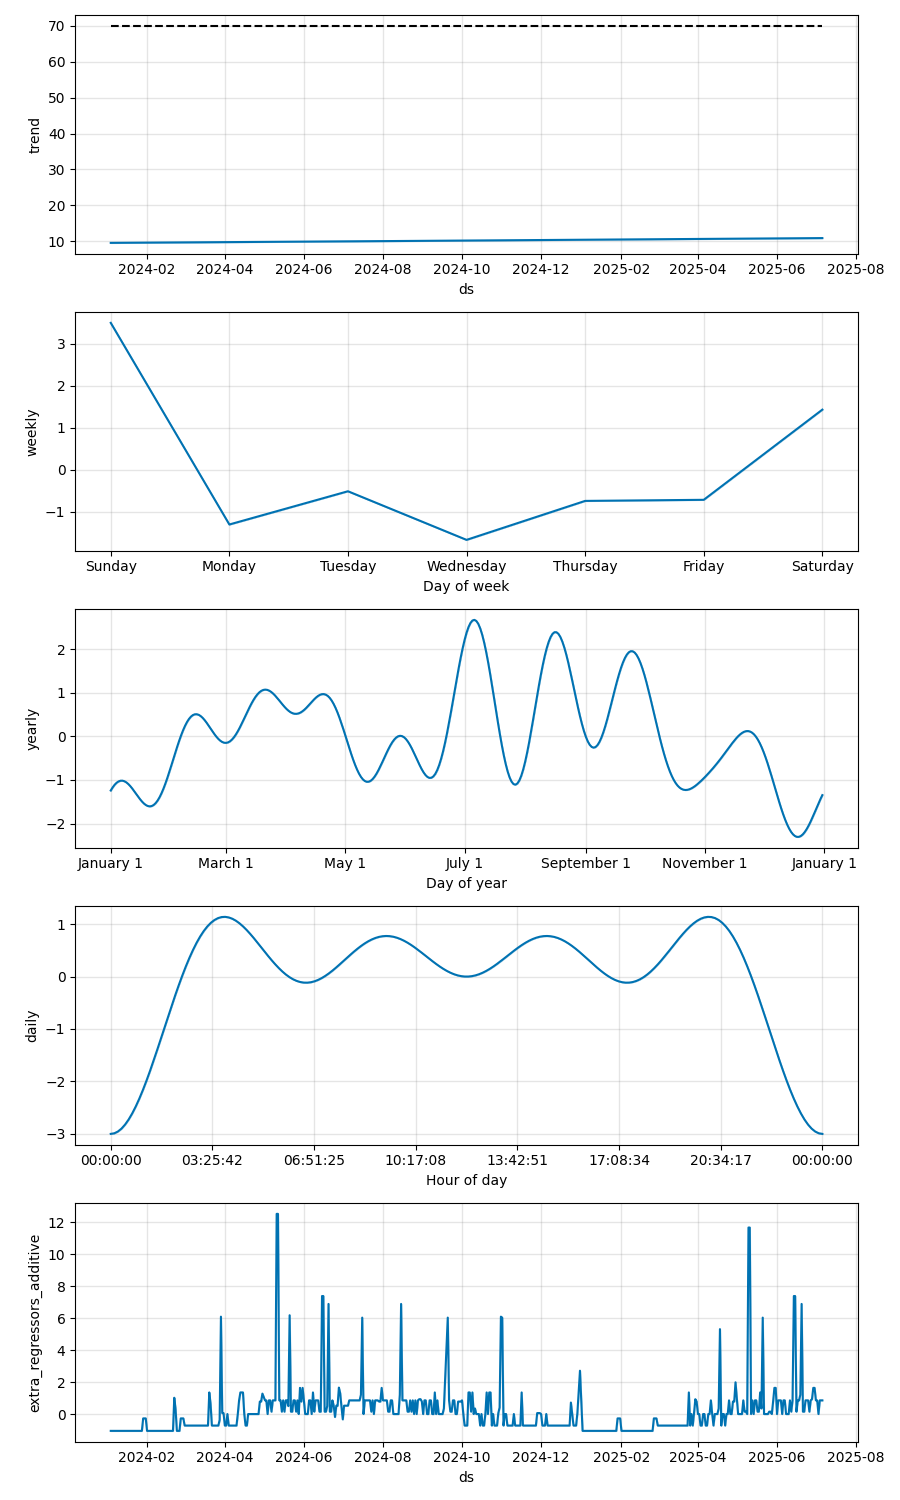 70
60
50
40
30
20
10
trend
2024-02 2024-04 2024-06 2024-08 2024-10 2024-12 2025-02 2025-04 2025-06 2025-08
ds
3
2
1
0
−1
weekly
Sunday Monday Tuesday Wednesday Thursday Friday Saturday
Day of week
2
1
0
−1
−2
yearly
January 1 March 1 May 1 July 1 September 1 November 1 January 1
Day of year
1
0
−1
−2
−3
daily
00:00:00 03:25:42 06:51:25 10:17:08 13:42:51 17:08:34 20:34:17 00:00:00
Hour of day
12
10
8
6
4
2
0
extra_regressors_additive
2024-02 2024-04 2024-06 2024-08 2024-10 2024-12 2025-02 2025-04 2025-06 2025-08
ds